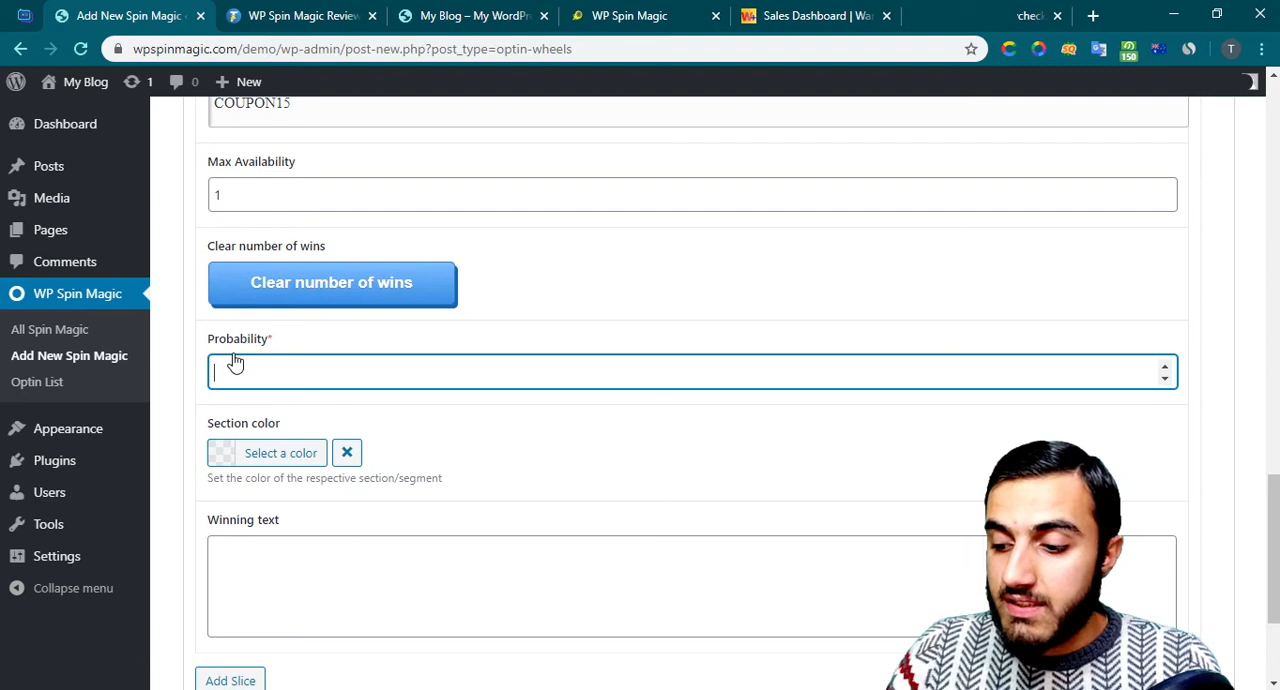 Add New Spin Magic
WP Spin Magic Review
My Blog – My WordPr
WP Spin Magic
Sales Dashboard | Wa
check
wpspinmagic.com/demo/wp-admin/post-new.php?post_type=optin-wheels
150
T
My Blog
1
0
New
Dashboard
Posts
Media
Pages
Comments
WP Spin Magic
All Spin Magic
Add New Spin Magic
Optin List
Appearance
Plugins
Users
Tools
Settings
Collapse menu
COUPON15
Max Availability
1
Clear number of wins
Clear number of wins
Probability*
Section color
Select a color
Set the color of the respective section/segment
Winning text
Add Slice